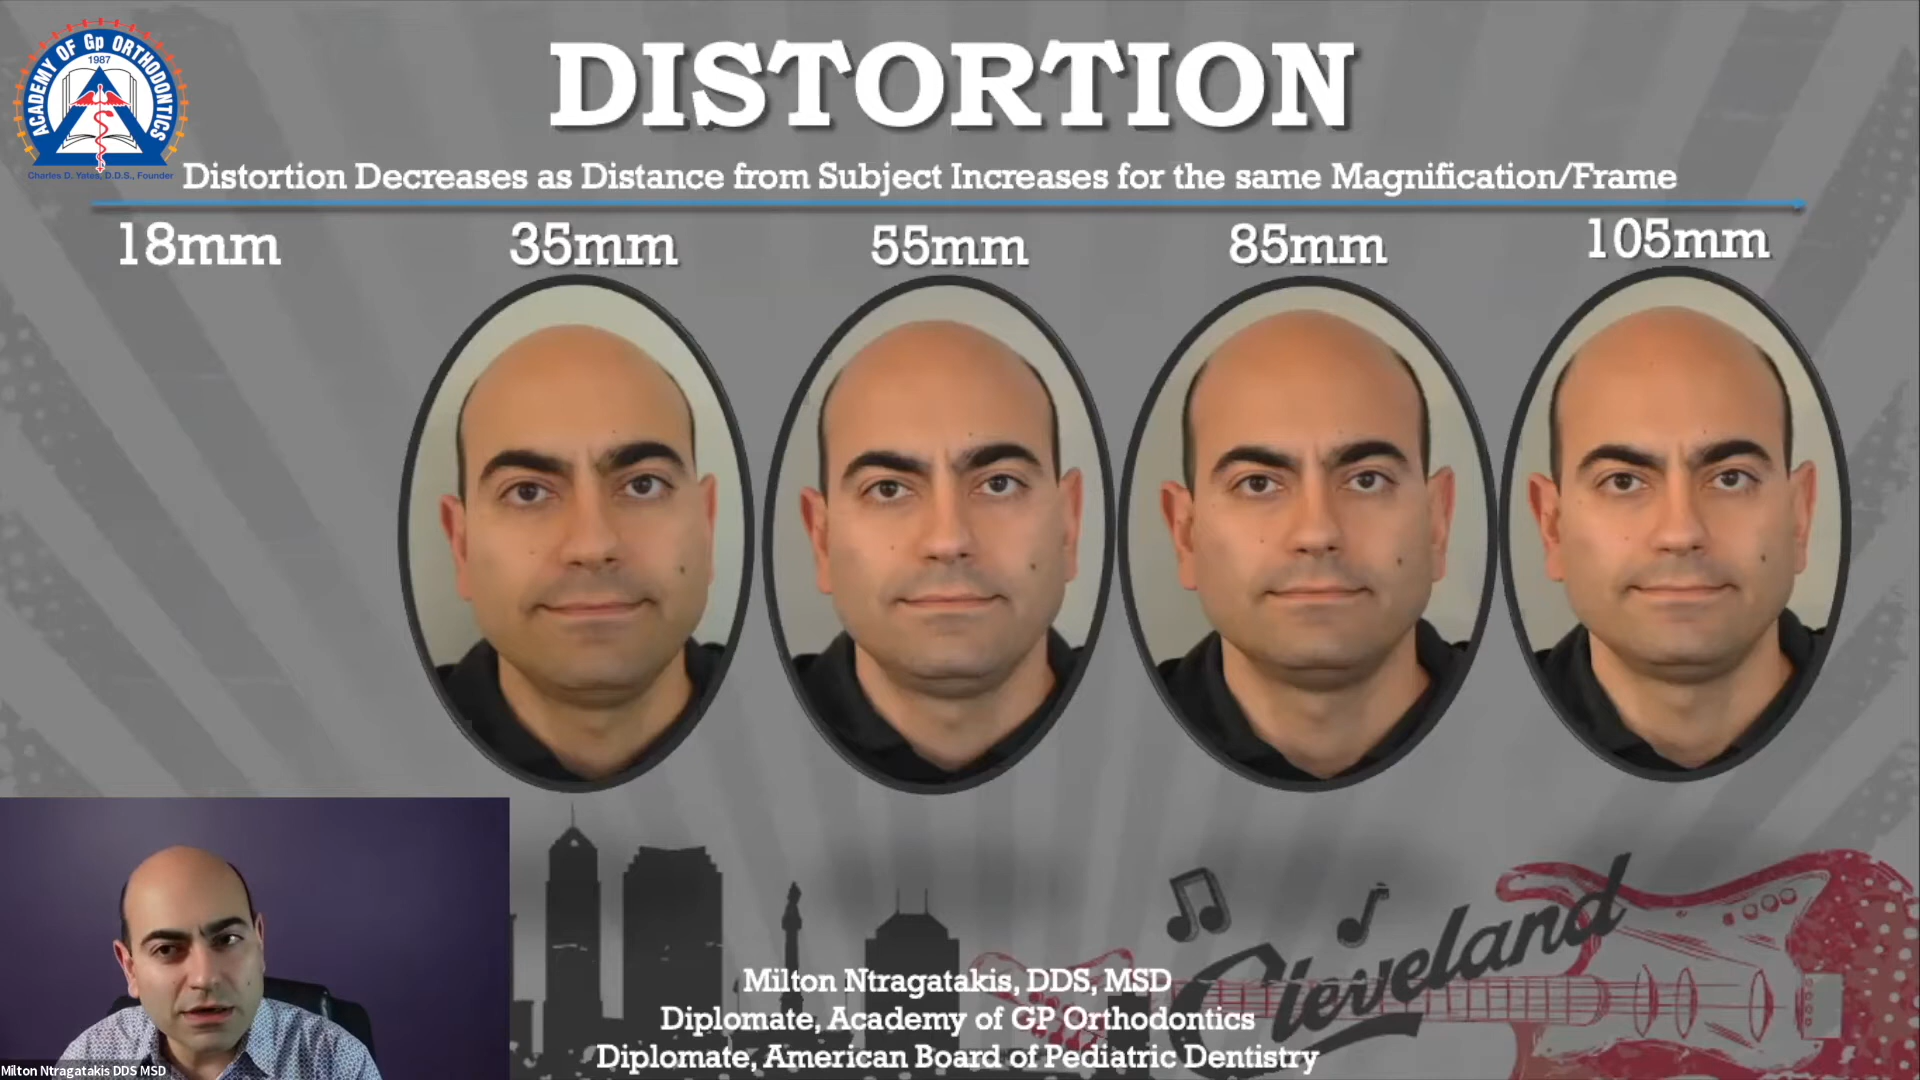 ACADEMY OF Gp ORTHODONTICS
1987
Charles D. Yates, D.D.S., Founder
DISTORTION
Distortion Decreases as Distance from Subject Increases for the same Magnification/Frame
18mm 35mm 55mm 85mm 105mm
Cleveland
Milton Ntragatakis, DDS, MSD
Diplomate, Academy of GP Orthodontics
Diplomate, American Board of Pediatric Dentistry
Milton Ntragatakis DDS MSD